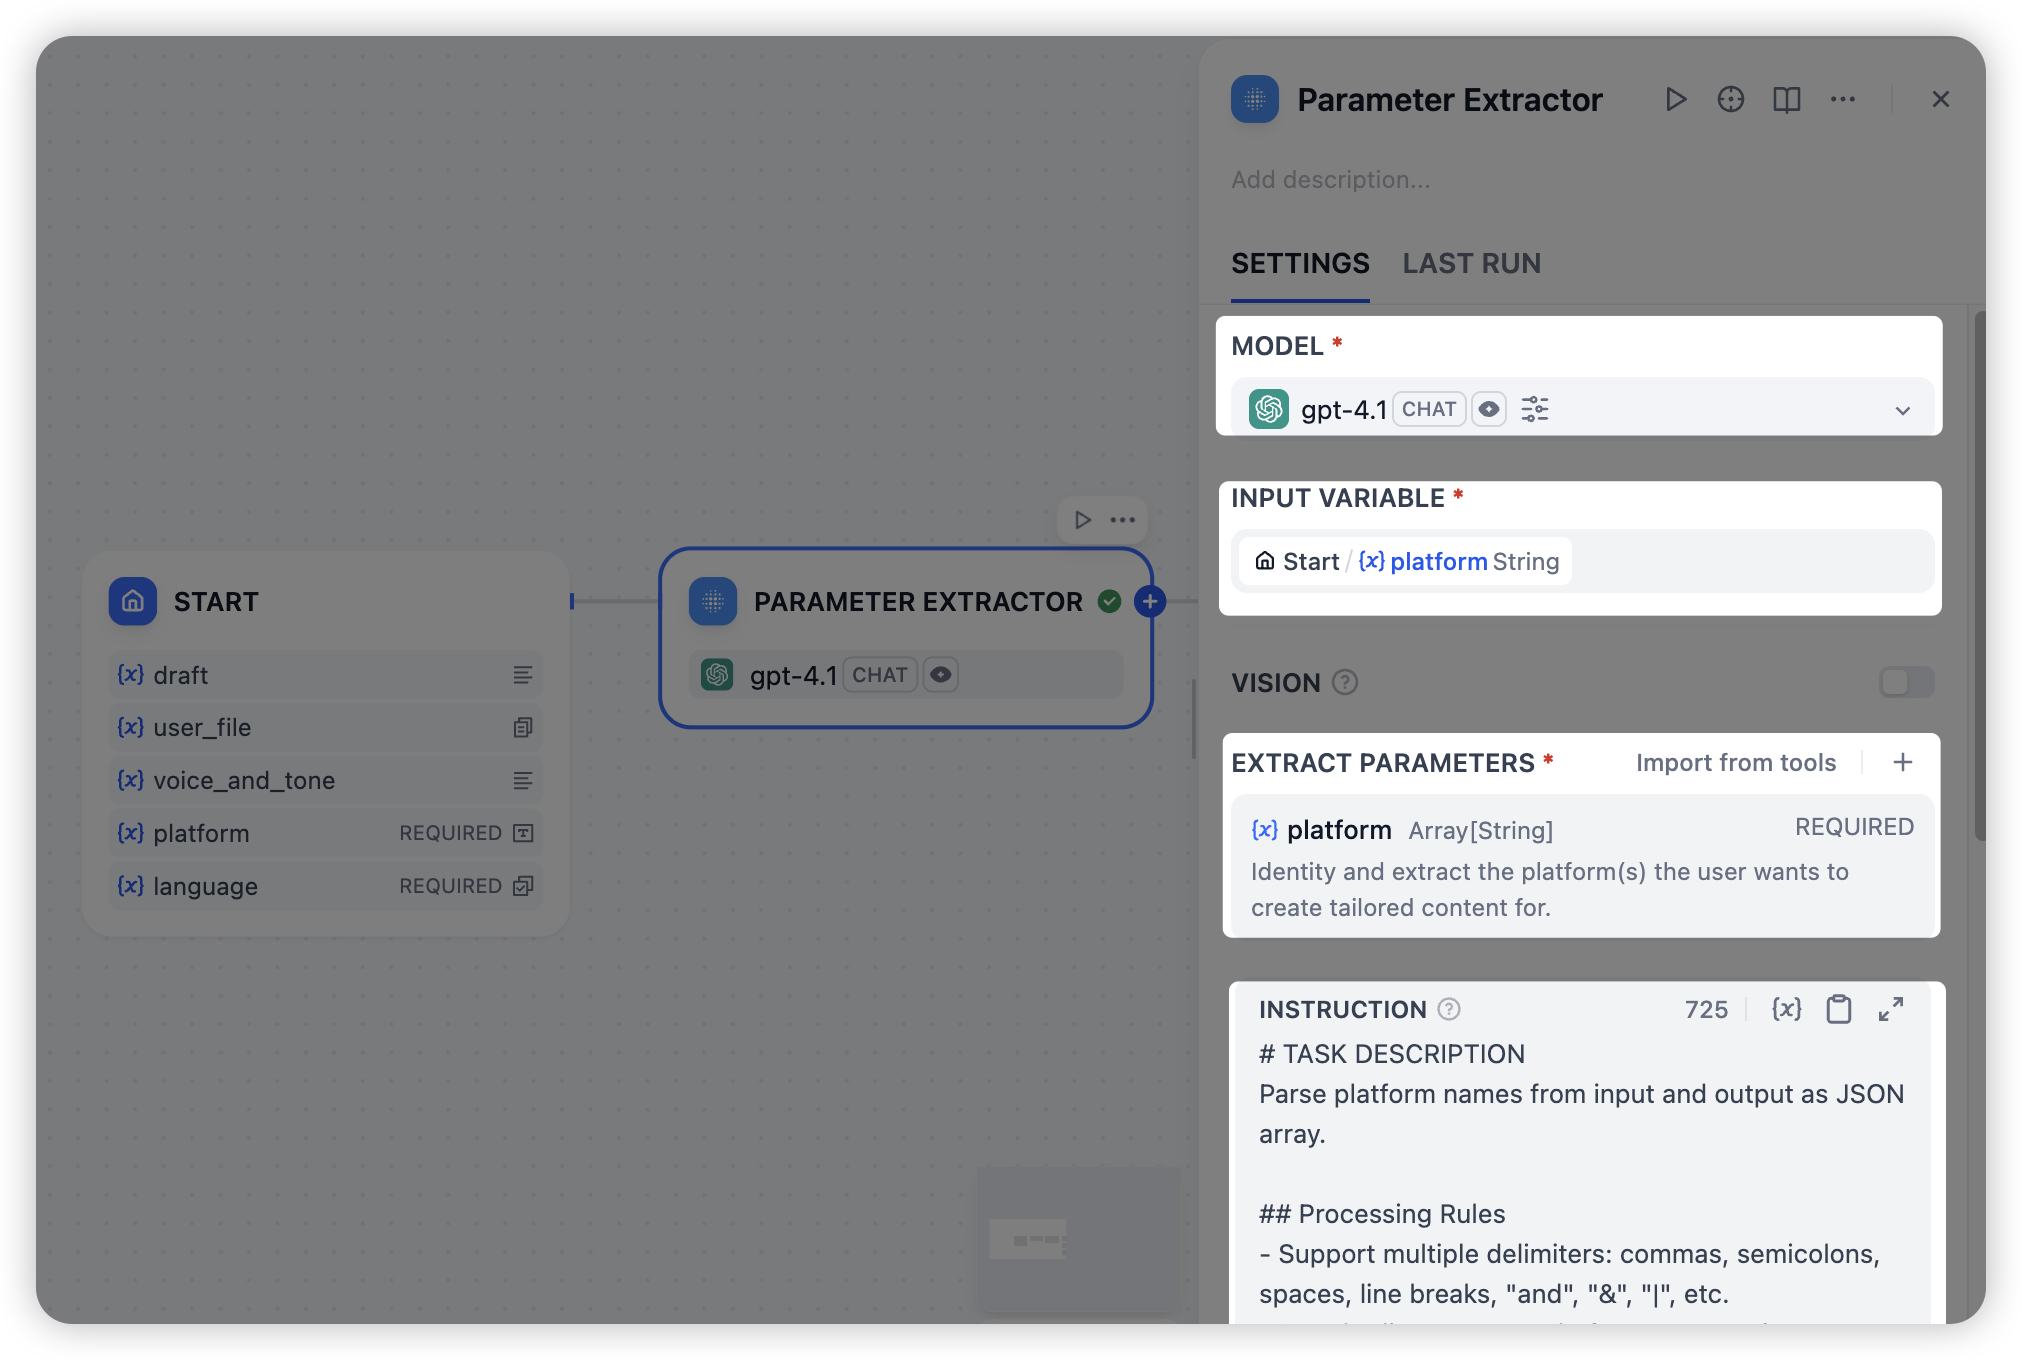 START
{x} draft
{x} user_file
{x} voice_and_tone
{x} platform REQUIRED
{x} language REQUIRED
PARAMETER EXTRACTOR
gpt-4.1 CHAT
Parameter Extractor
Add description...
SETTINGS LAST RUN
MODEL *
gpt-4.1 CHAT
INPUT VARIABLE *
Start / {x} platform String
VISION
EXTRACT PARAMETERS * Import from tools
{x} platform Array[String] REQUIRED
Identity and extract the platform(s) the user wants to
create tailored content for.
INSTRUCTION 725 {x}
# TASK DESCRIPTION
Parse platform names from input and output as JSON
array.
## Processing Rules
- Support multiple delimiters: commas, semicolons,
spaces, line breaks, "and", "&", "|", etc.